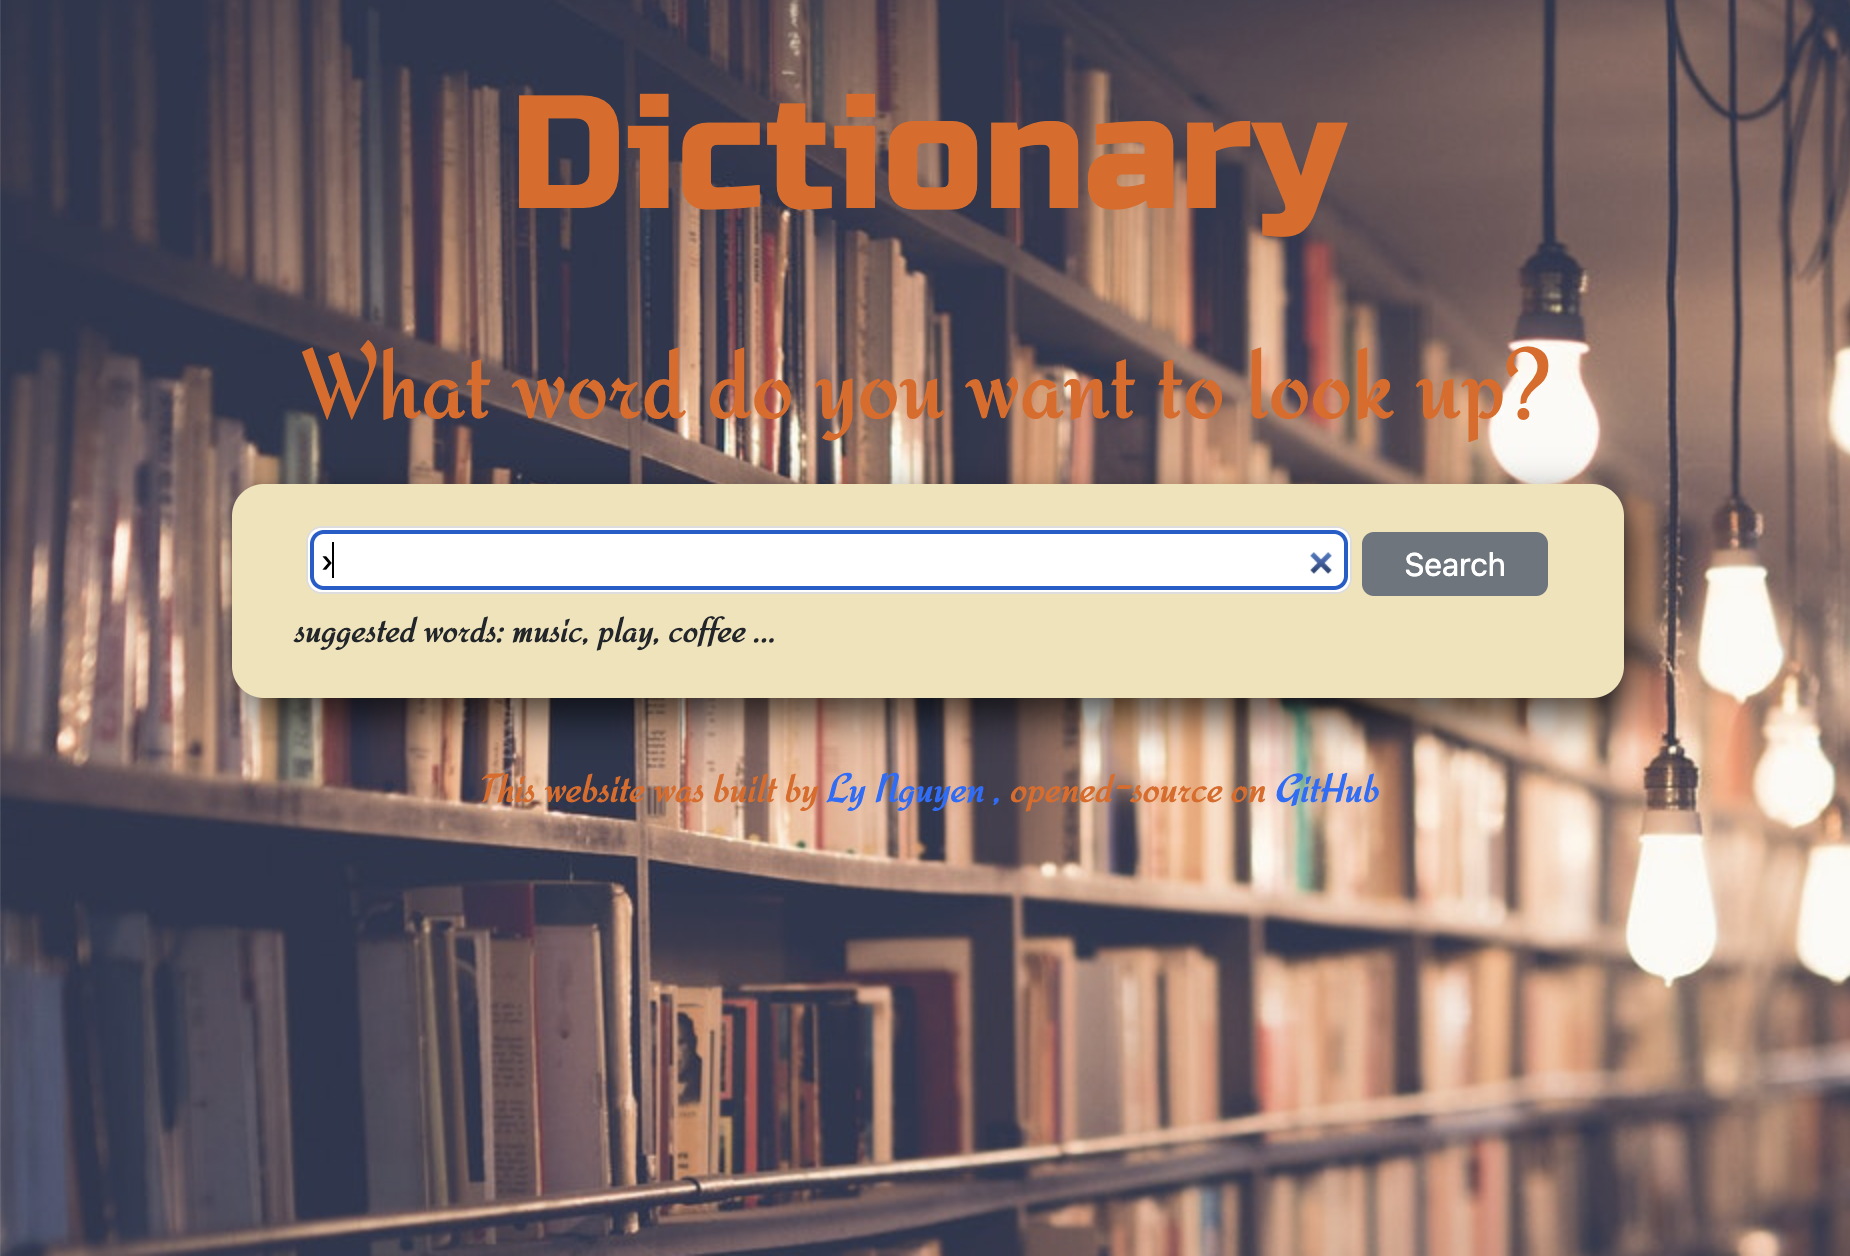 Dictionary
What word do you want to look up?
›
Search
suggested words: music, play, coffee ...
This website was built by Ly Nguyen , opened-source on GitHub